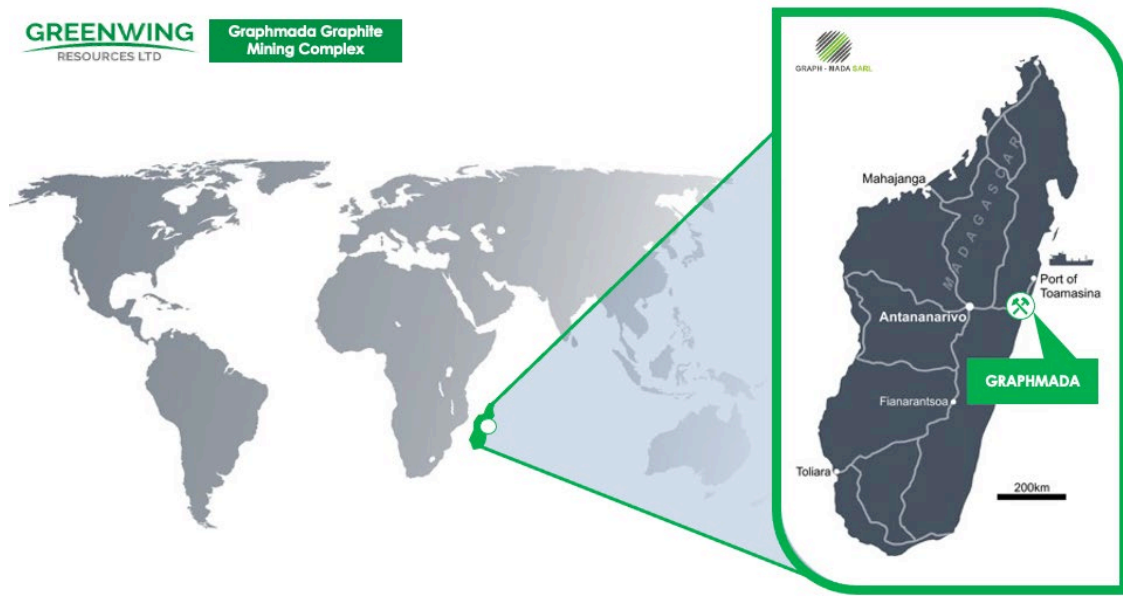 GREENWING
RESOURCES LTD
Graphmada Graphite
Mining Complex
GRAPH - MADA SARL
MADAGASCAR
Mahajanga
Port of
Toamasina
Antananarivo
GRAPHMADA
Fianarantsoa
Toliara
200km